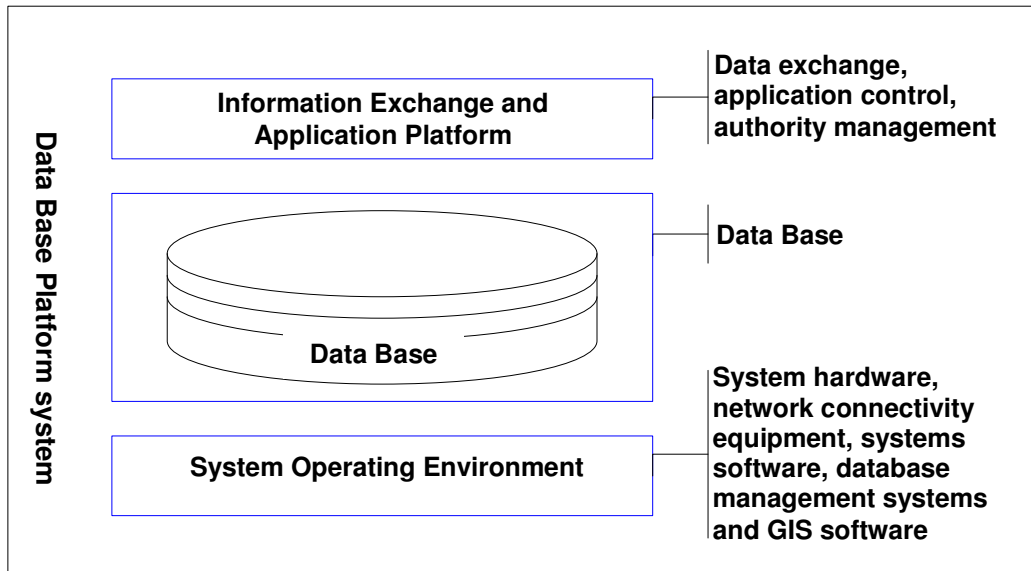 Data Base Platform system
Information Exchange and
Application Platform
Data exchange,
application control,
authority management
Data Base
Data Base
System Operating Environment
System hardware,
network connectivity
equipment, systems
software, database
management systems
and GIS software